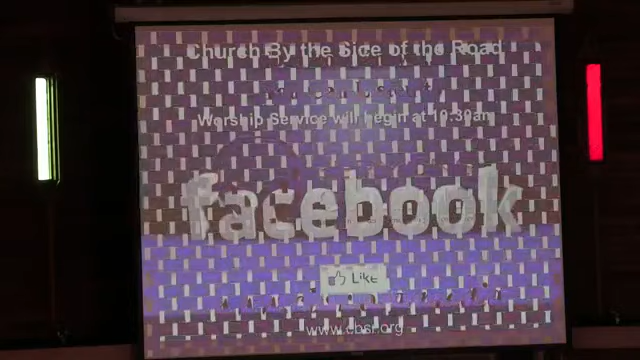 Church By the Side of the Road
Worship Service will begin at 10:30am
facebook
Like
www.cbsr.org